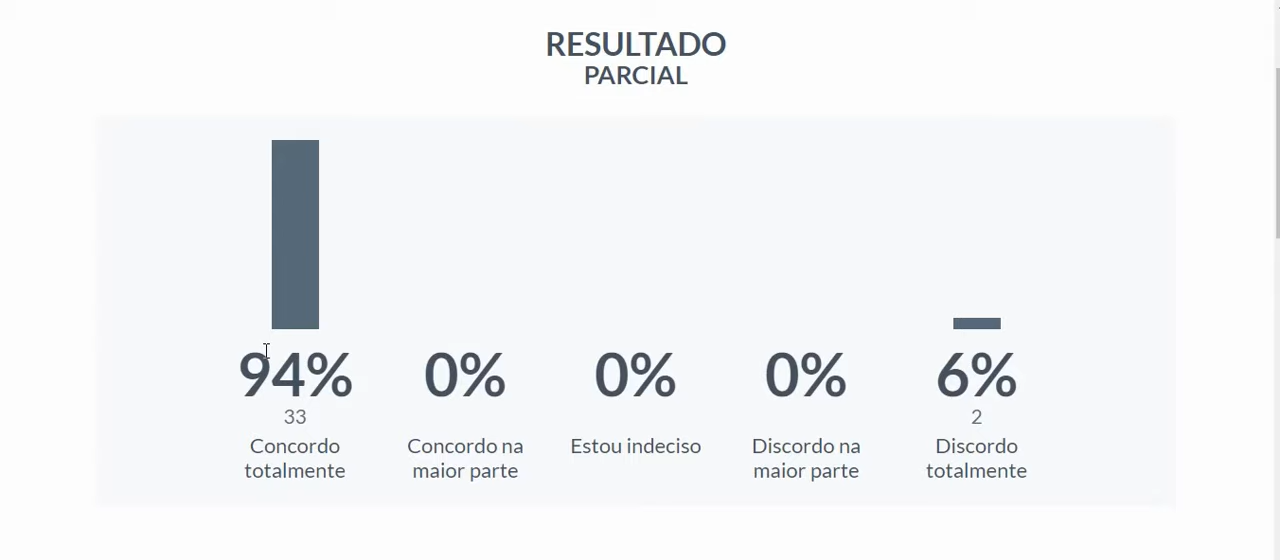 RESULTADO
PARCIAL
94% 0% 0% 0% 6%
33 2
Concordo totalmente
Concordo na maior parte
Estou indeciso
Discordo na maior parte
Discordo totalmente